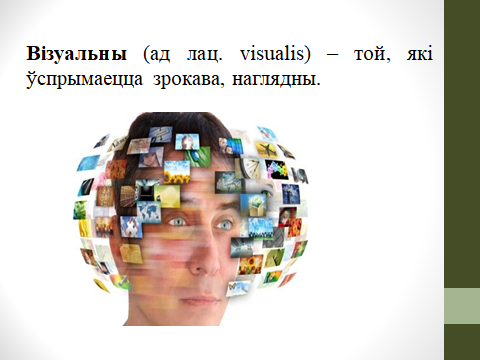 Візуальны (ад лац. visualis) – той, які
ўспрымаецца зрокава, наглядны.